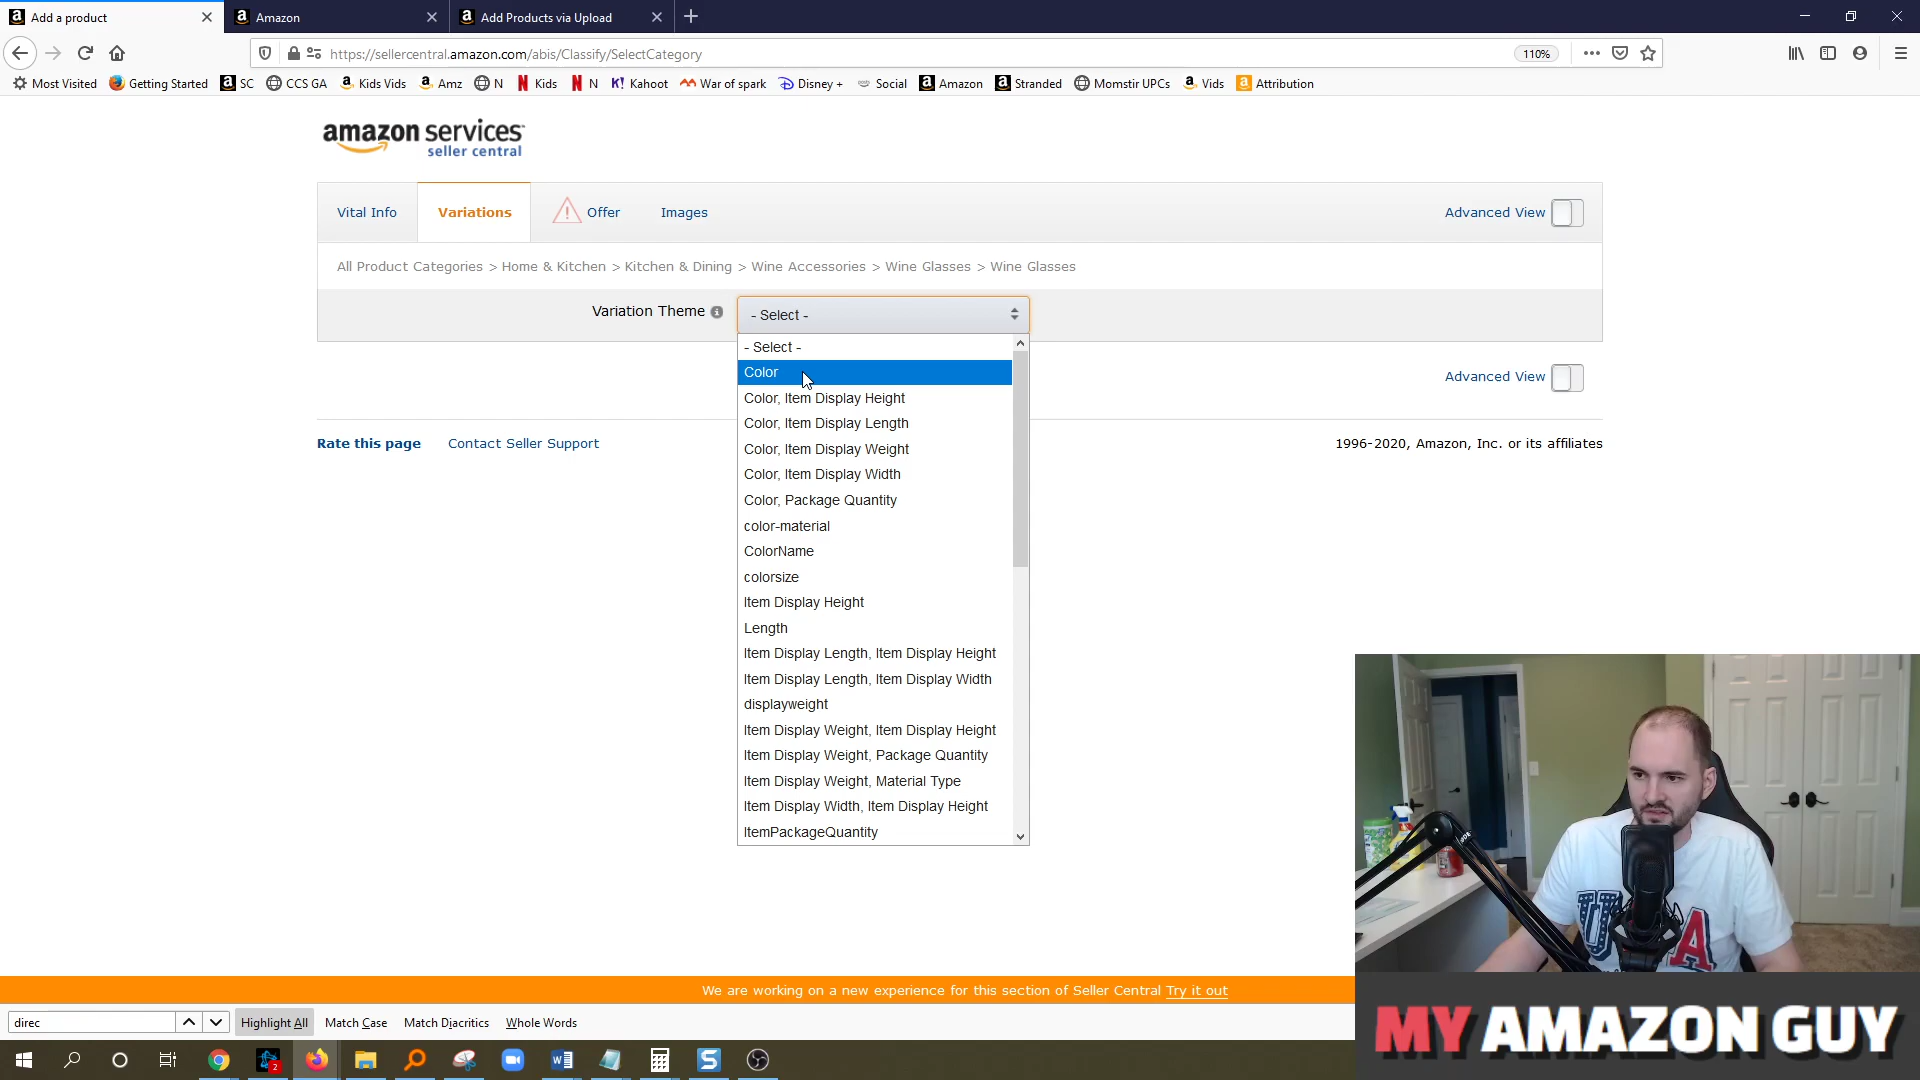 Add a product
Amazon
Add Products via Upload
https://sellercentral.amazon.com/abis/Classify/SelectCategory
110%
Most Visited
Getting Started
SC
CCS GA
Kids Vids
Amz
N
Kids
N
Kahoot
War of spark
Disney +
Social
Amazon
Stranded
Momstir UPCs
Vids
Attribution
amazon services
seller central
Vital Info
Variations
Offer
Images
Advanced View
All Product Categories > Home & Kitchen > Kitchen & Dining > Wine Accessories > Wine Glasses > Wine Glasses
Variation Theme
- Select -
- Select -
Color
Color, Item Display Height
Color, Item Display Length
Color, Item Display Weight
Color, Item Display Width
Color, Package Quantity
color-material
ColorName
colorsize
Item Display Height
Length
Item Display Length, Item Display Height
Item Display Length, Item Display Width
displayweight
Item Display Weight, Item Display Height
Item Display Weight, Package Quantity
Item Display Weight, Material Type
Item Display Width, Item Display Height
ItemPackageQuantity
Advanced View
Rate this page
Contact Seller Support
1996-2020, Amazon, Inc. or its affiliates
USA
We are working on a new experience for this section of Seller Central Try it out
direc
Highlight All
Match Case
Match Diacritics
Whole Words
2
MY AMAZON GUY